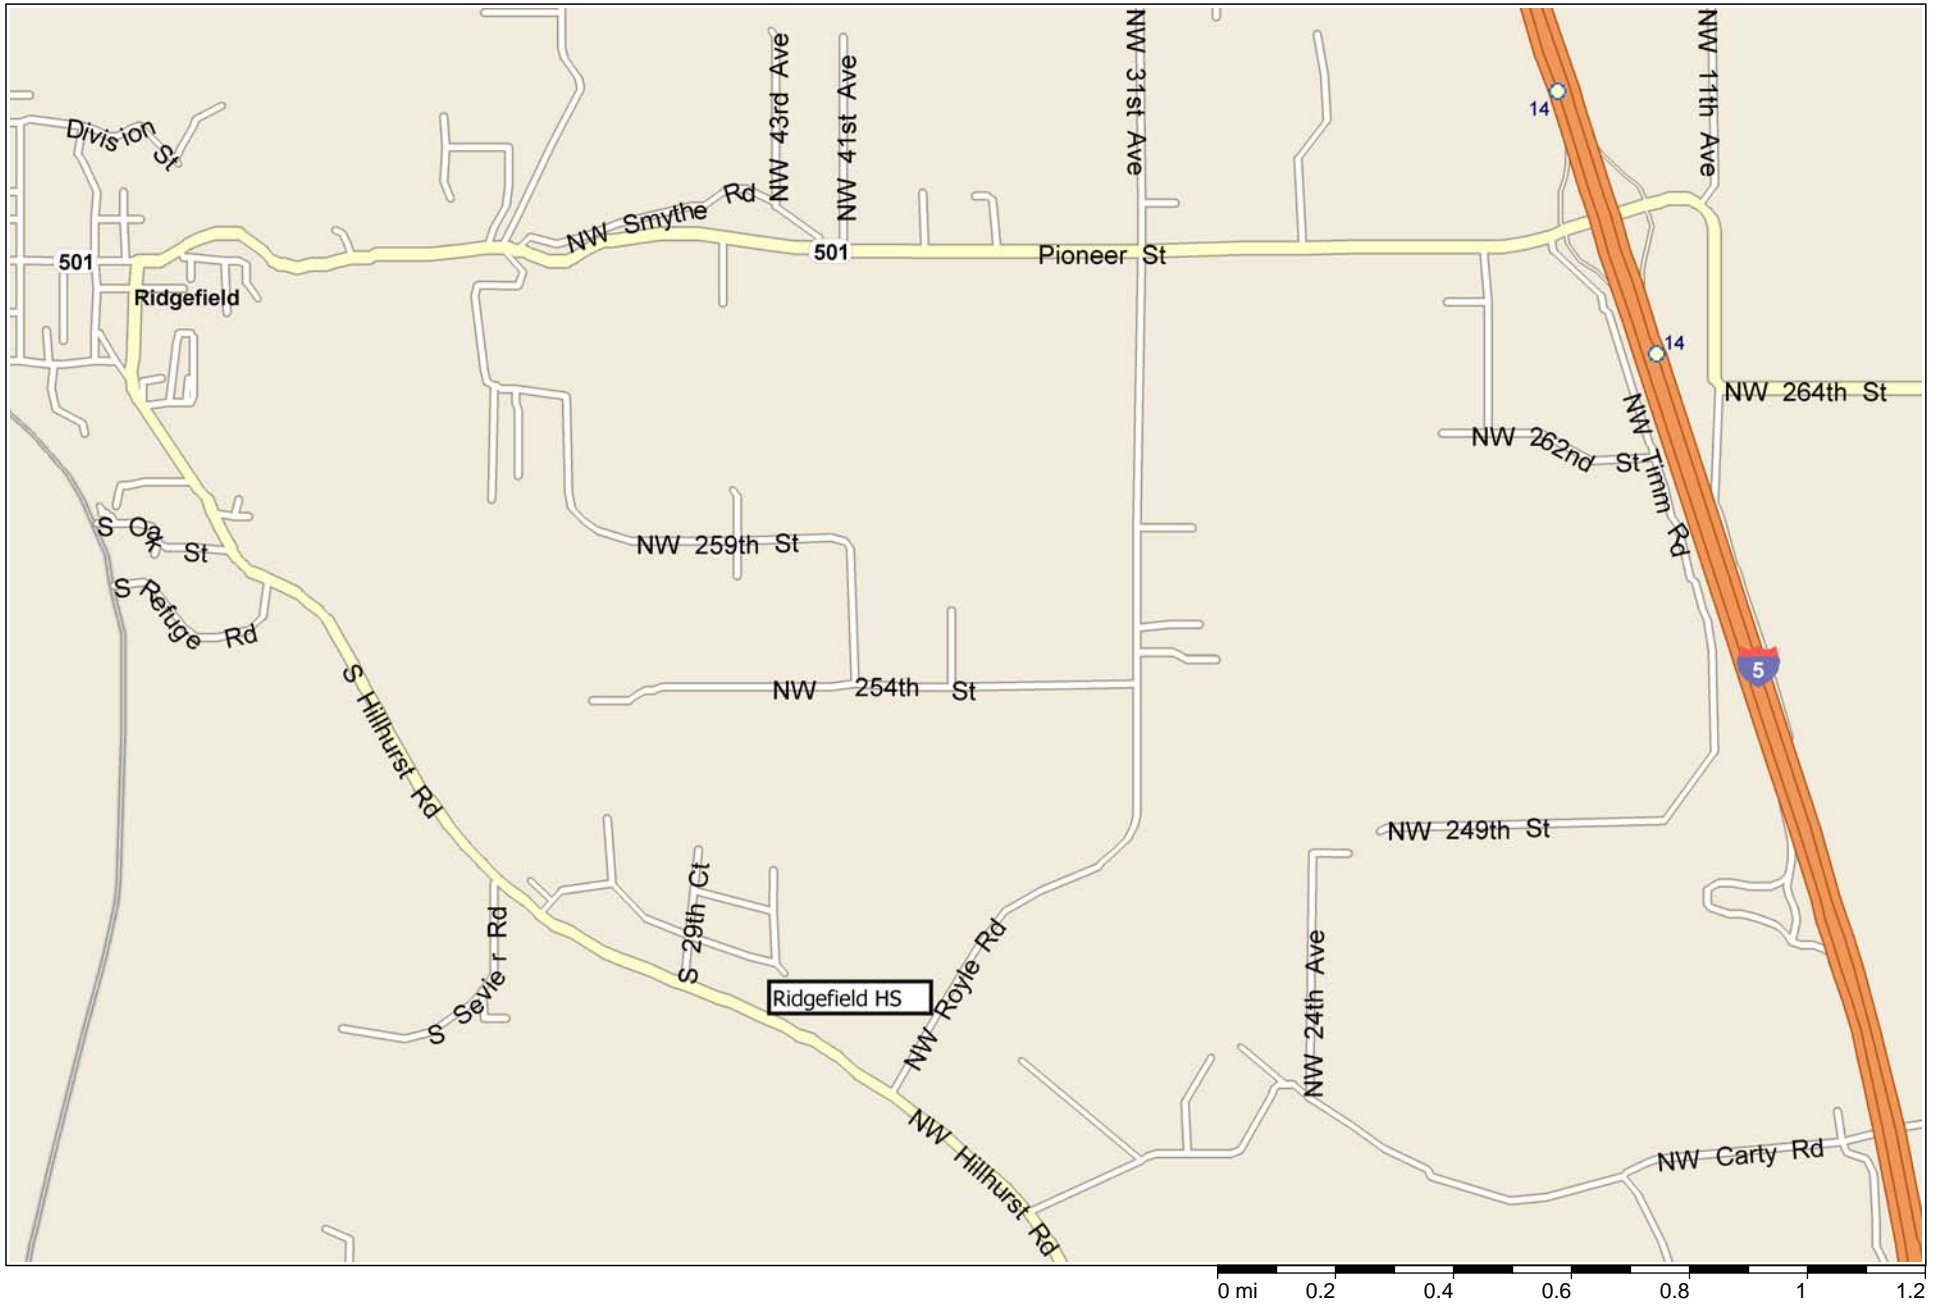 NW 31st Ave
NW 11th Ave
NW 43rd Ave
NW 41st Ave
14
Division St
NW Smythe Rd
501
501
Pioneer St
Ridgefield
14
NW 264th St
NW 262nd St
NW Timm Rd
S Oak St
NW 259th St
S Refuge Rd
5
S Hillhurst Rd
NW 254th St
NW 249th St
S 29th Ct
S Sevier Rd
NW Royle Rd
NW 24th Ave
Ridgefield HS
NW Hillhurst Rd
NW Carty Rd
0 mi 0.2 0.4 0.6 0.8 1 1.2